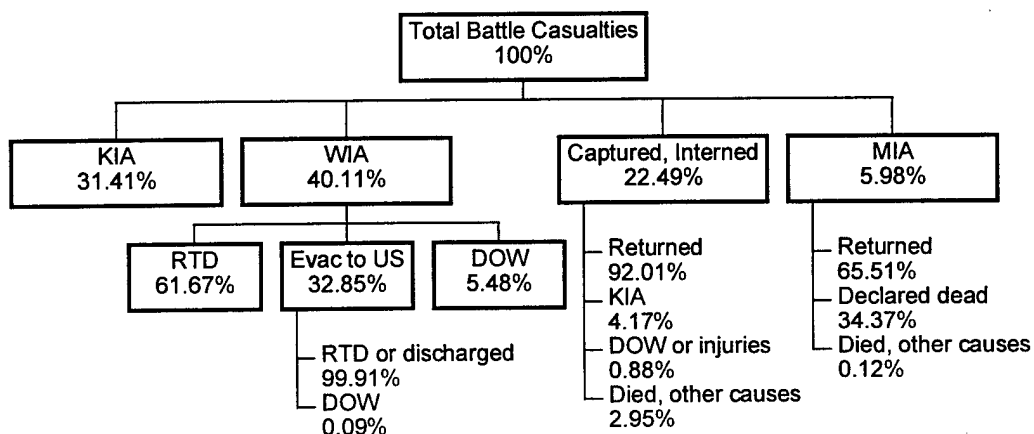 Total Battle Casualties
100%
KIA
31.41%
WIA
40.11%
Captured, Interned
22.49%
MIA
5.98%
RTD
61.67%
Evac to US
32.85%
DOW
5.48%
RTD or discharged
99.91%
DOW
0.09%
Returned
92.01%
KIA
4.17%
DOW or injuries
0.88%
Died, other causes
2.95%
Returned
65.51%
Declared dead
34.37%
Died, other causes
0.12%